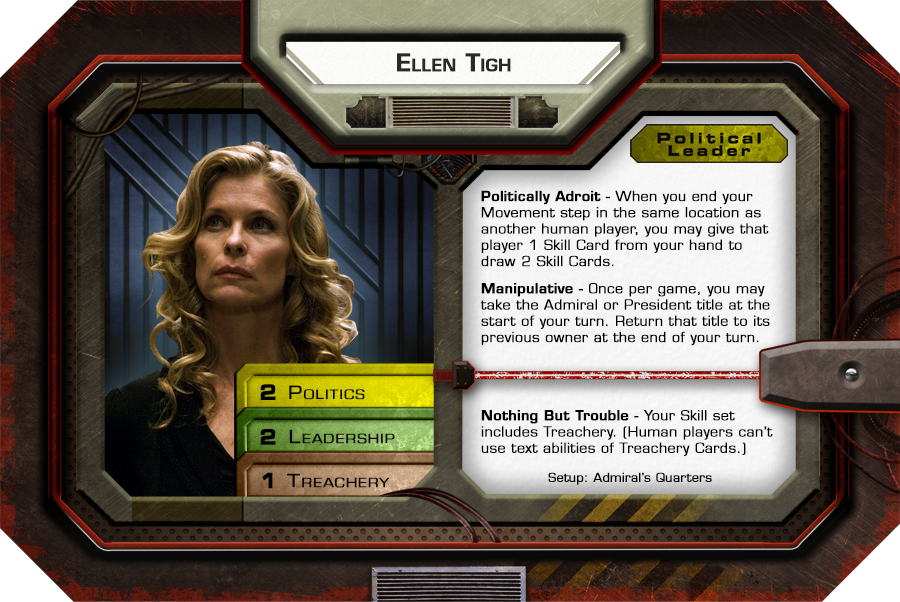 Ellen Tigh
Political
Leader
Politically Adroit - When you end your
Movement step in the same location as
another human player, you may give that
player 1 Skill Card from your hand to
draw 2 Skill Cards.
Manipulative - Once per game, you may
take the Admiral or President title at the
start of your turn. Return that title to its
previous owner at the end of your turn.
2 Politics
2 Leadership
1 Treachery
Nothing But Trouble - Your Skill set
includes Treachery. (Human players can't
use text abilities of Treachery Cards.)
Setup: Admiral's Quarters